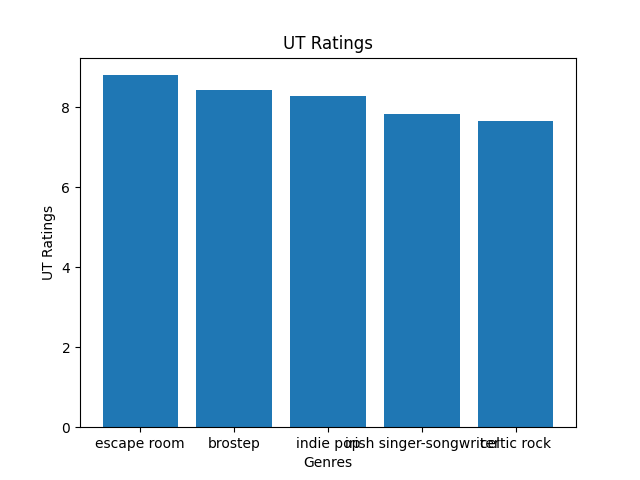 UT Ratings
UT Ratings
8
6
4
2
0
escape room
brostep
indie pop
irish singer-songwriter
celtic rock
Genres